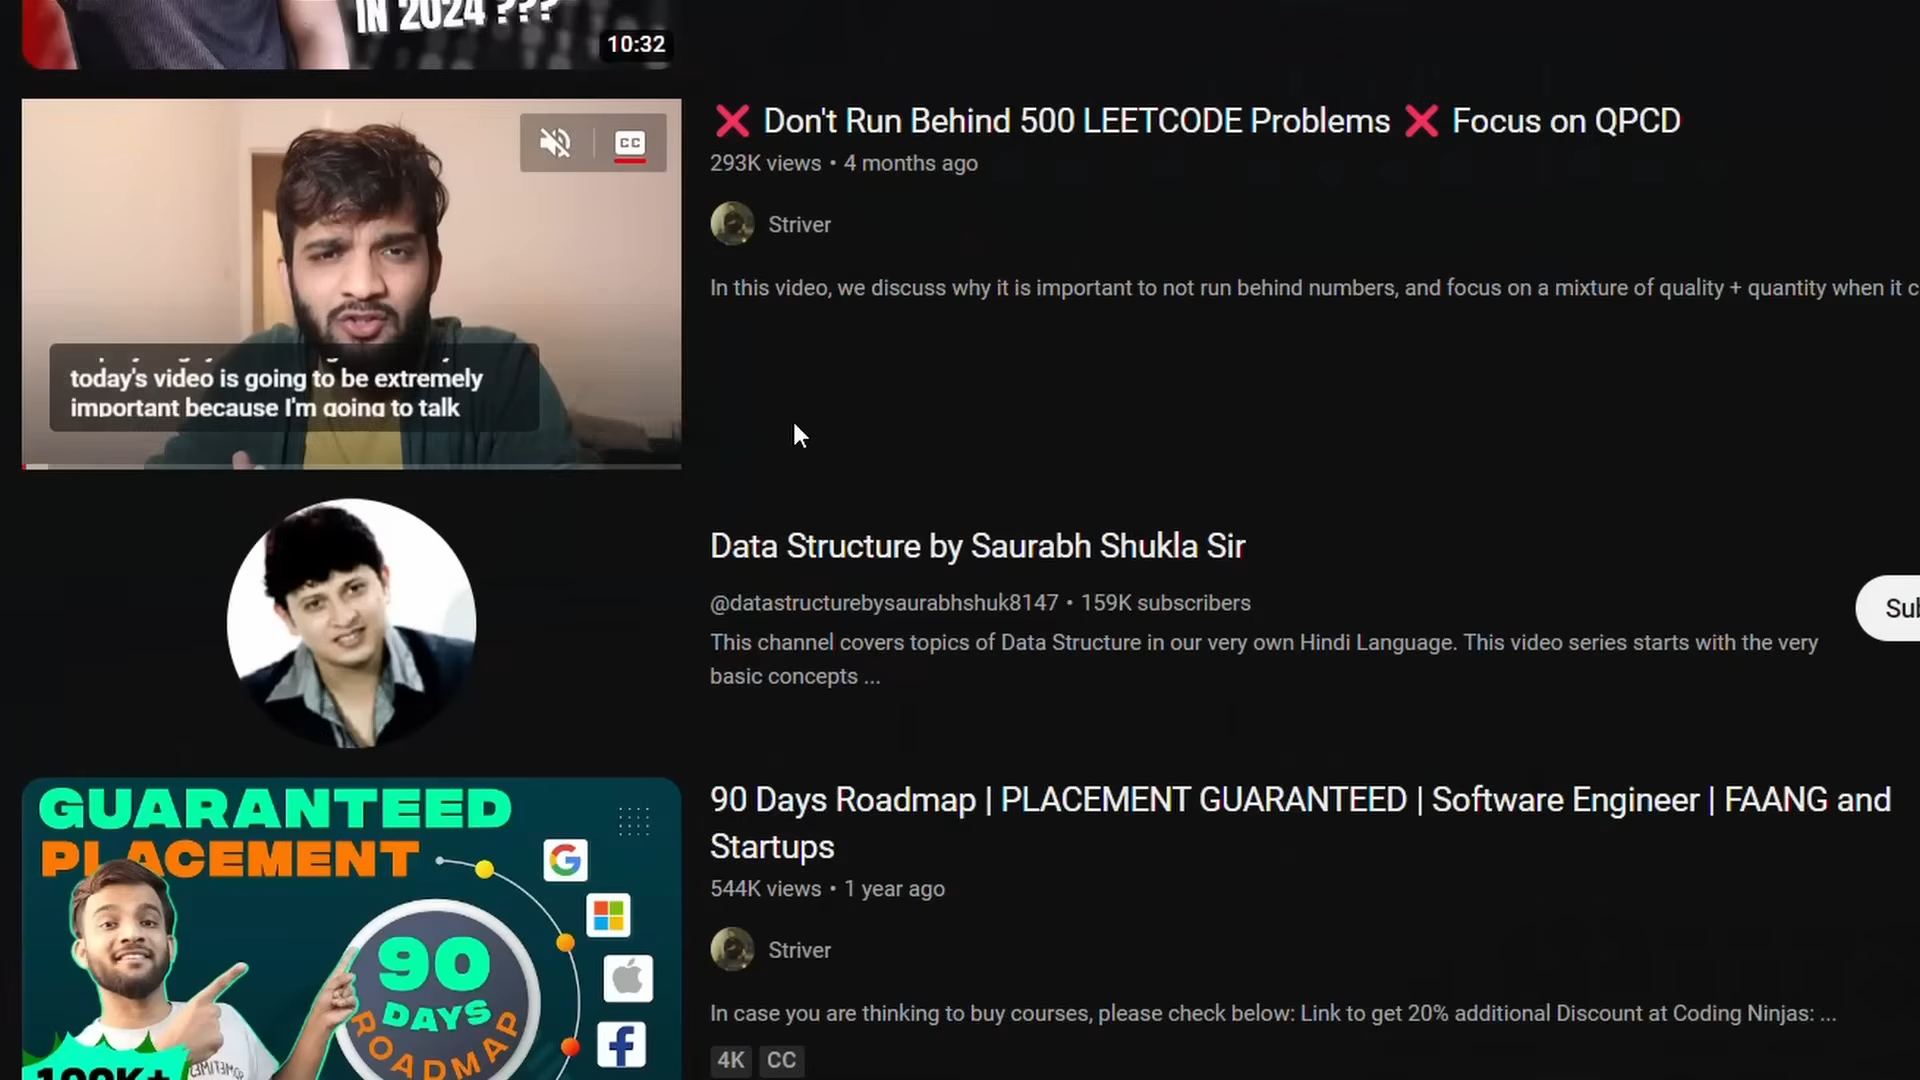 IN 2024 ???
10:32
❌ Don't Run Behind 500 LEETCODE Problems ❌ Focus on QPCD
293K views • 4 months ago
CC
Striver
In this video, we discuss why it is important to not run behind numbers, and focus on a mixture of quality + quantity when it c
today's video is going to be extremely
important because I'm going to talk
Data Structure by Saurabh Shukla Sir
@datastructurebysaurabhshuk8147 • 159K subscribers
Sub
This channel covers topics of Data Structure in our very own Hindi Language. This video series starts with the very
basic concepts ...
GUARANTEED
PLACEMENT
90
DAYS
ROADMAP
100K+
90 Days Roadmap | PLACEMENT GUARANTEED | Software Engineer | FAANG and
Startups
544K views • 1 year ago
Striver
In case you are thinking to buy courses, please check below: Link to get 20% additional Discount at Coding Ninjas: ...
4K CC